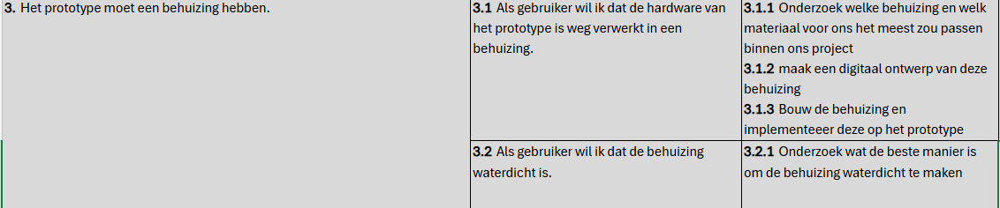 3. Het prototype moet een behuizing hebben.
3.1 Als gebruiker wil ik dat de hardware van
het prototype is weg verwerkt in een
behuizing.
3.1.1 Onderzoek welke behuizing en welk
materiaal voor ons het meest zou passen
binnen ons project
3.1.2 maak een digitaal ontwerp van deze
behuizing
3.1.3 Bouw de behuizing en
implementeeer deze op het prototype
3.2 Als gebruiker wil ik dat de behuizing
waterdicht is.
3.2.1 Onderzoek wat de beste manier is
om de behuizing waterdicht te maken